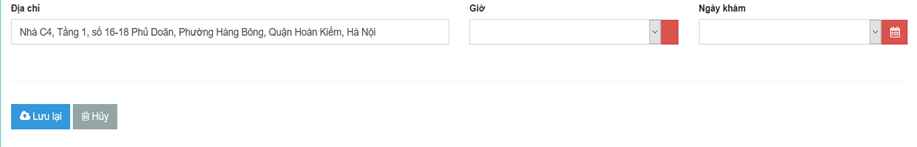 Địa chỉ
Giờ
Ngày khám
Nhà C4, Tầng 1, số 16-18 Phủ Doãn, Phường Hàng Bông, Quận Hoàn Kiếm, Hà Nội
Lưu lại
Hủy